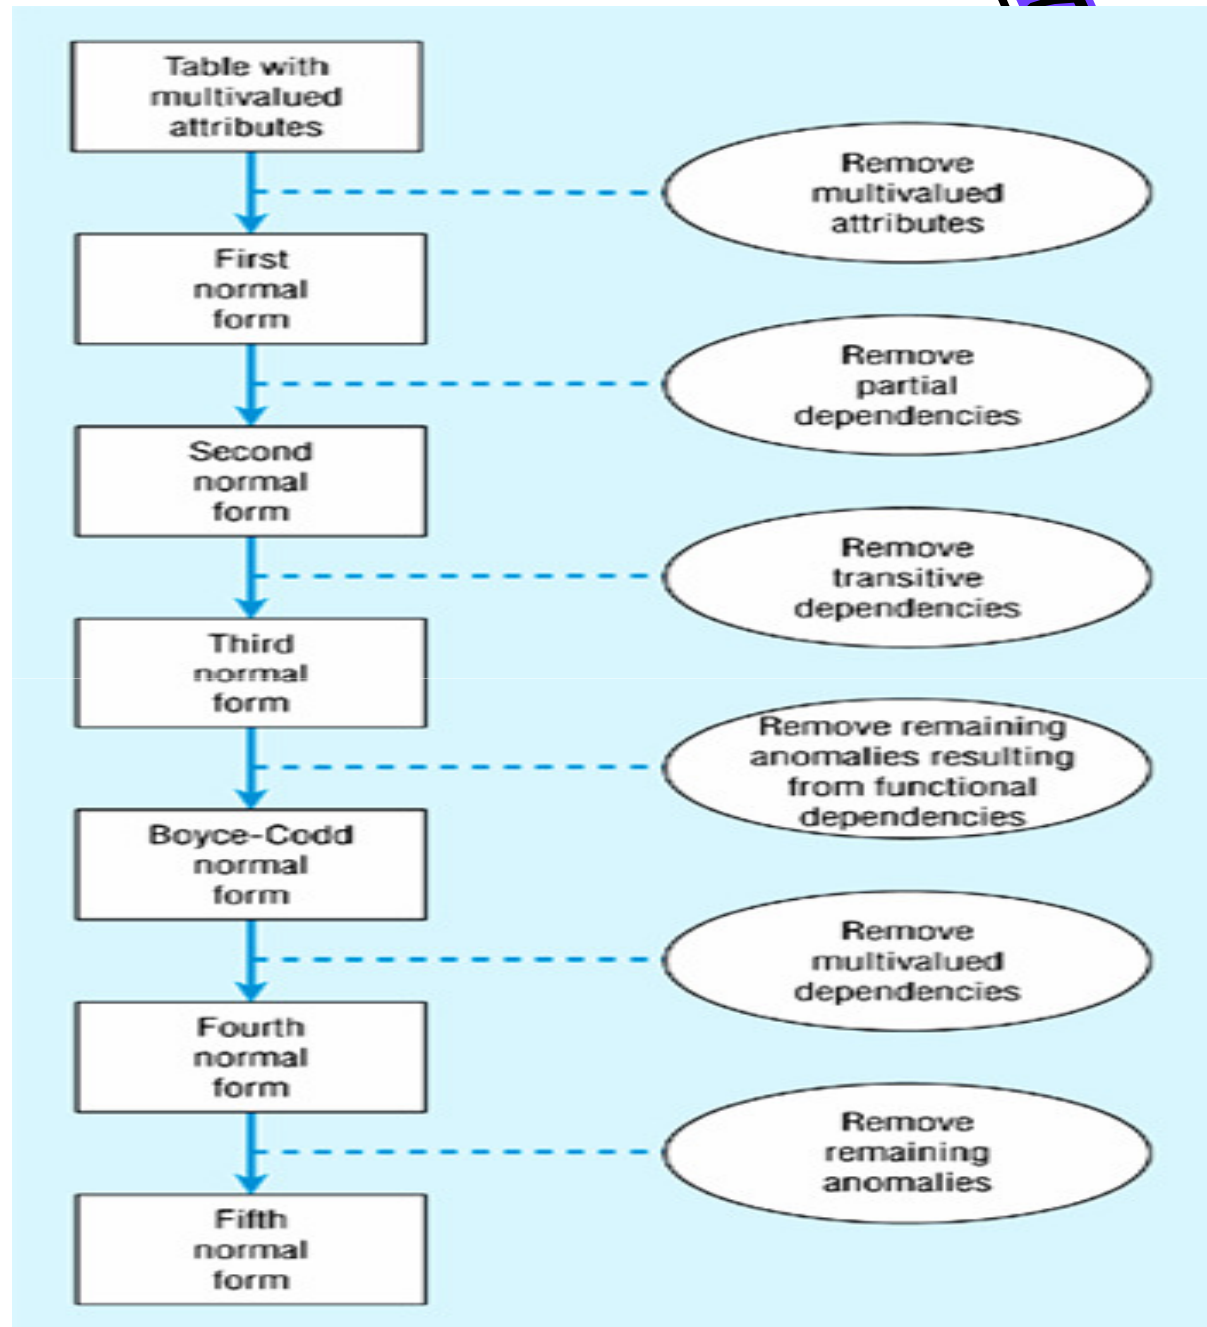 Table with
multivalued
attributes
Remove
multivalued
attributes
First
normal
form
Remove
partial
dependencies
Second
normal
form
Remove
transitive
dependencies
Third
normal
form
Remove remaining
anomalies resulting
from functional
dependencies
Boyce-Codd
normal
form
Remove
multivalued
dependencies
Fourth
normal
form
Remove
remaining
anomalies
Fifth
normal
form